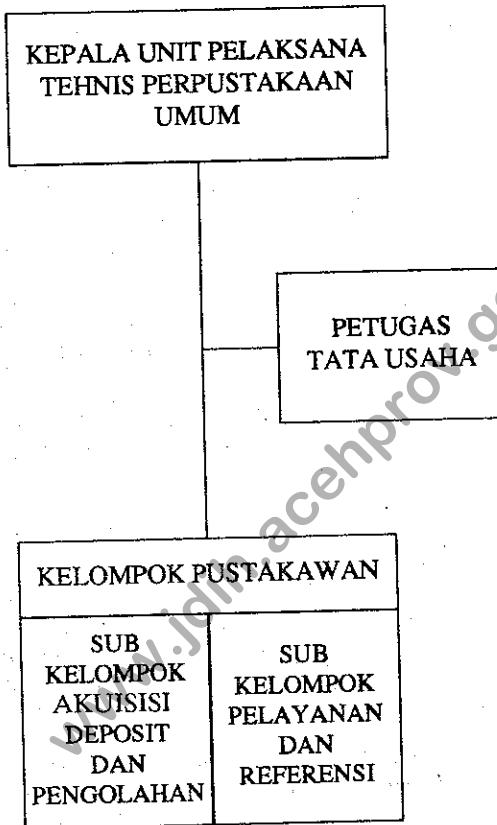 KEPALA UNIT PELAKSANA
TEHNIS PERPUSTAKAAN
UMUM
PETUGAS
TATA USAHA
KELOMPOK PUSTAKAWAN
SUB
KELOMPOK
AKUISISI
DEPOSIT
DAN
PENGOLAHAN
SUB
KELOMPOK
PELAYANAN
DAN
REFERENSI
www.jdih.acehprov.g